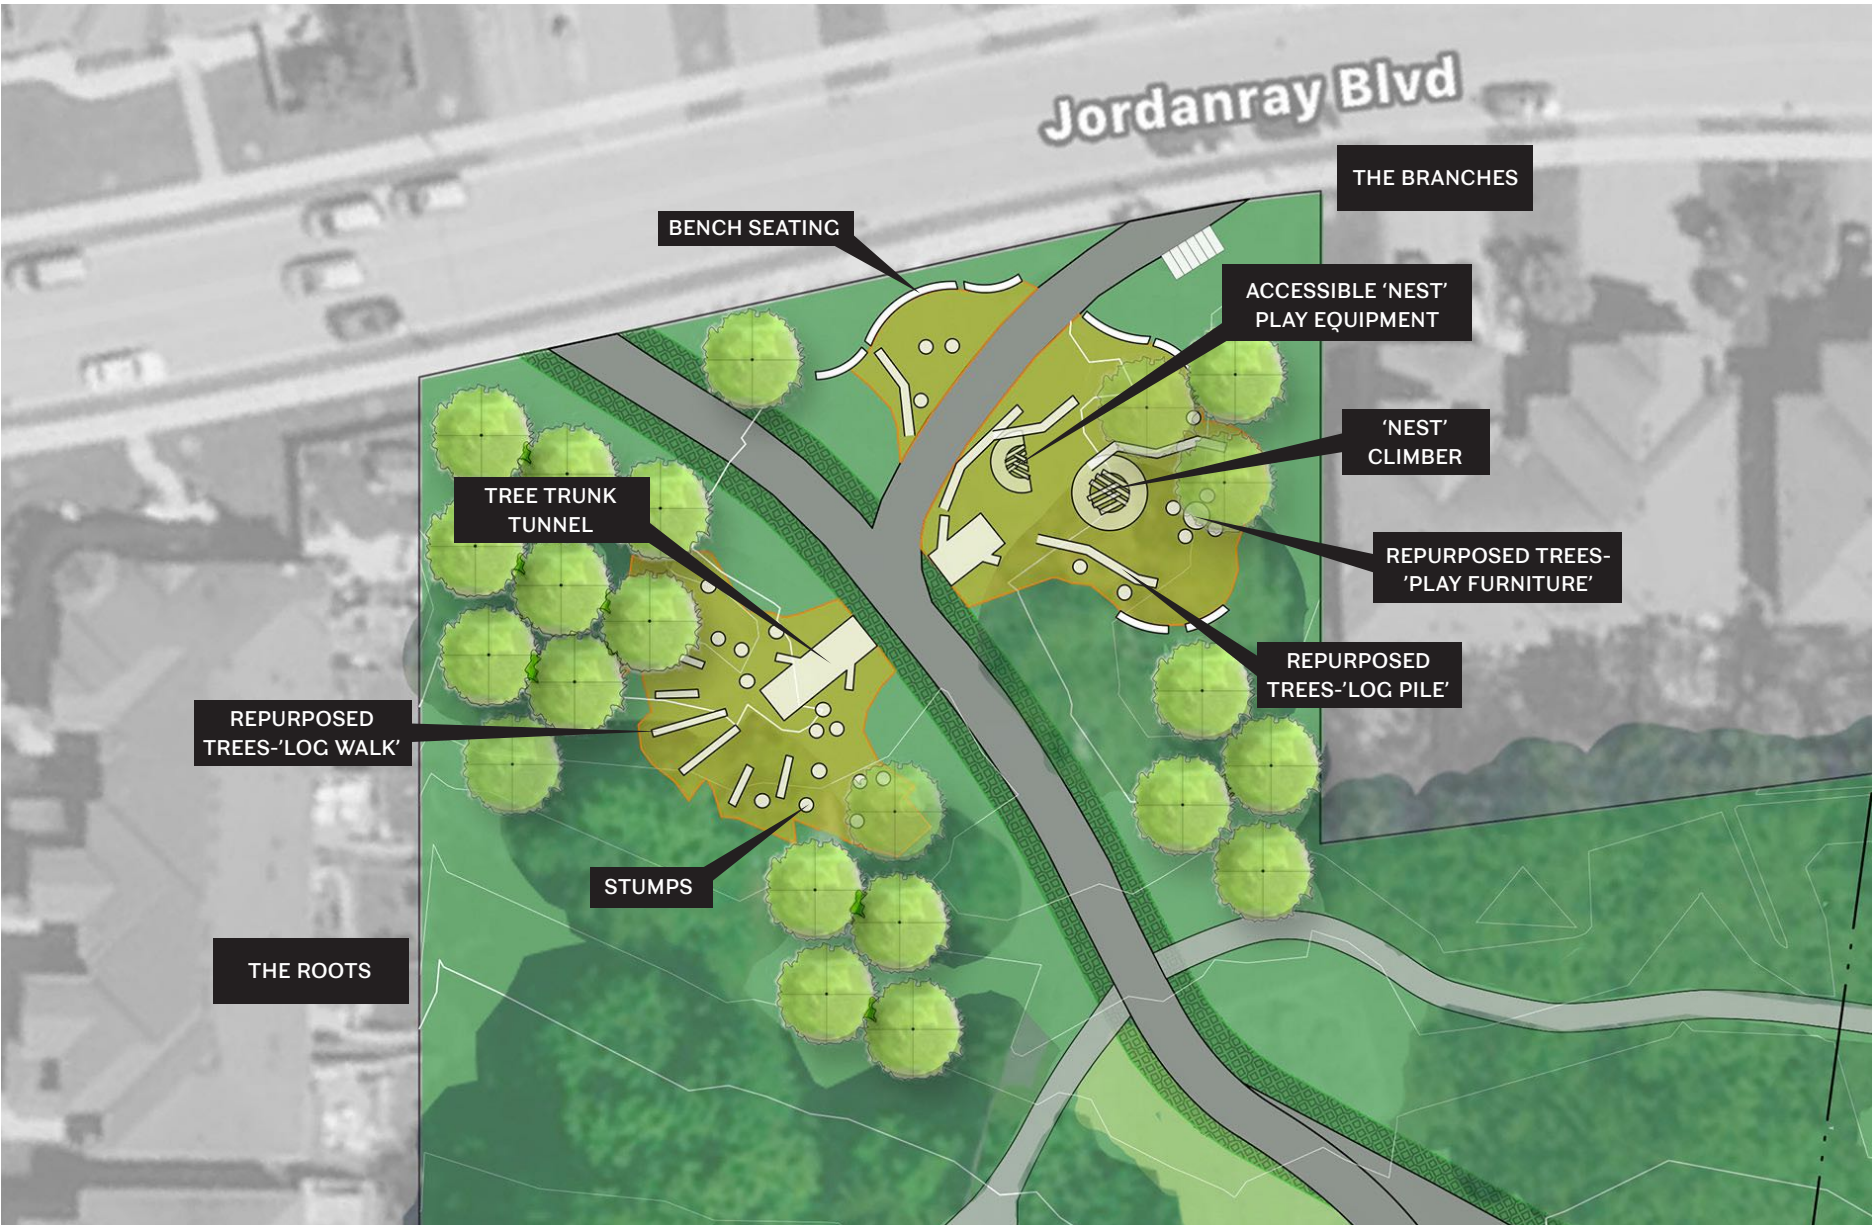 Jordanray Blvd
THE BRANCHES
BENCH SEATING
ACCESSIBLE ‘NEST’
PLAY EQUIPMENT
‘NEST’
CLIMBER
TREE TRUNK
TUNNEL
REPURPOSED TREES-
'PLAY FURNITURE’
REPURPOSED
TREES-'LOG PILE’
REPURPOSED
TREES-‘LOG WALK’
STUMPS
THE ROOTS